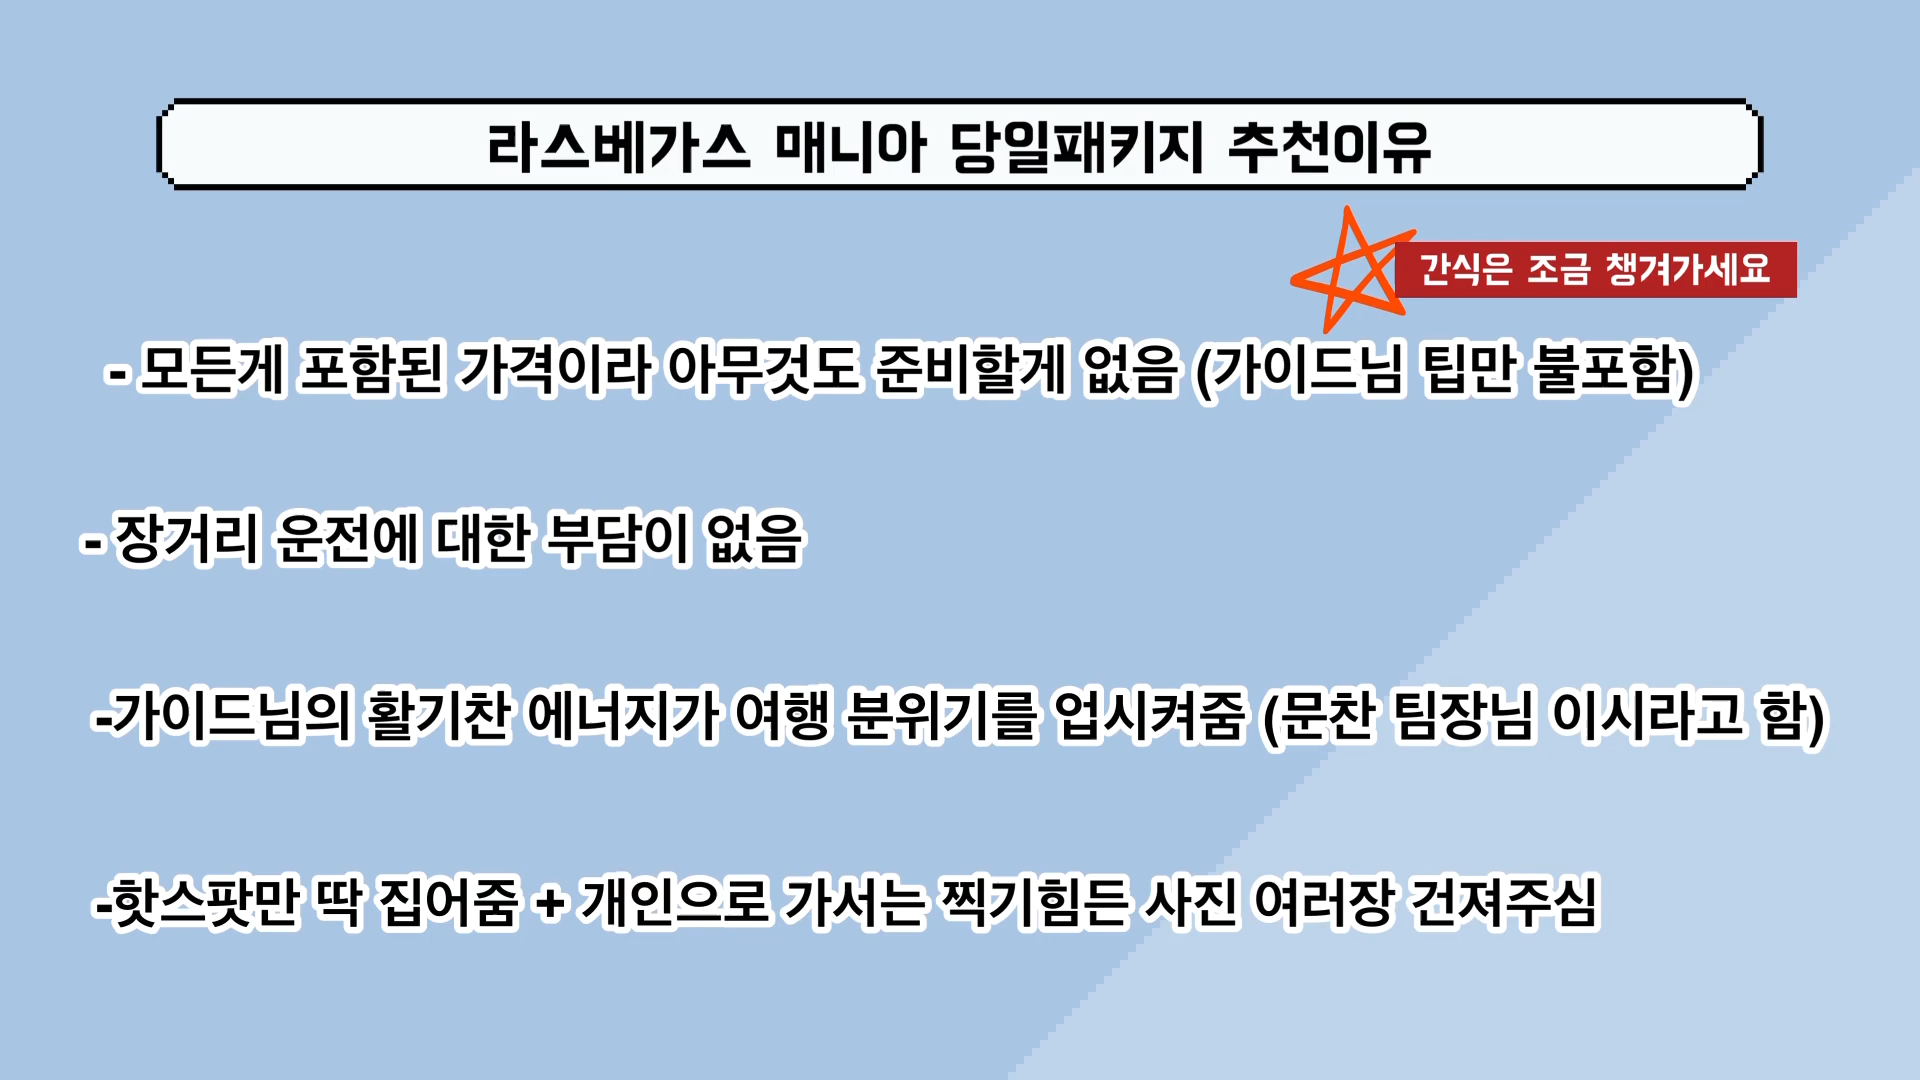 라스베가스 매니아 당일패키지 추천이유
간식은 조금 챙겨가세요
- 모든게 포함된 가격이라 아무것도 준비할게 없음 (가이드님 팁만 불포함)
- 장거리 운전에 대한 부담이 없음
-가이드님의 활기찬 에너지가 여행 분위기를 업시켜줌 (문찬 팀장님 이시라고 함)
-핫스팟만 딱 집어줌 + 개인으로 가서는 찍기힘든 사진 여러장 건져주심